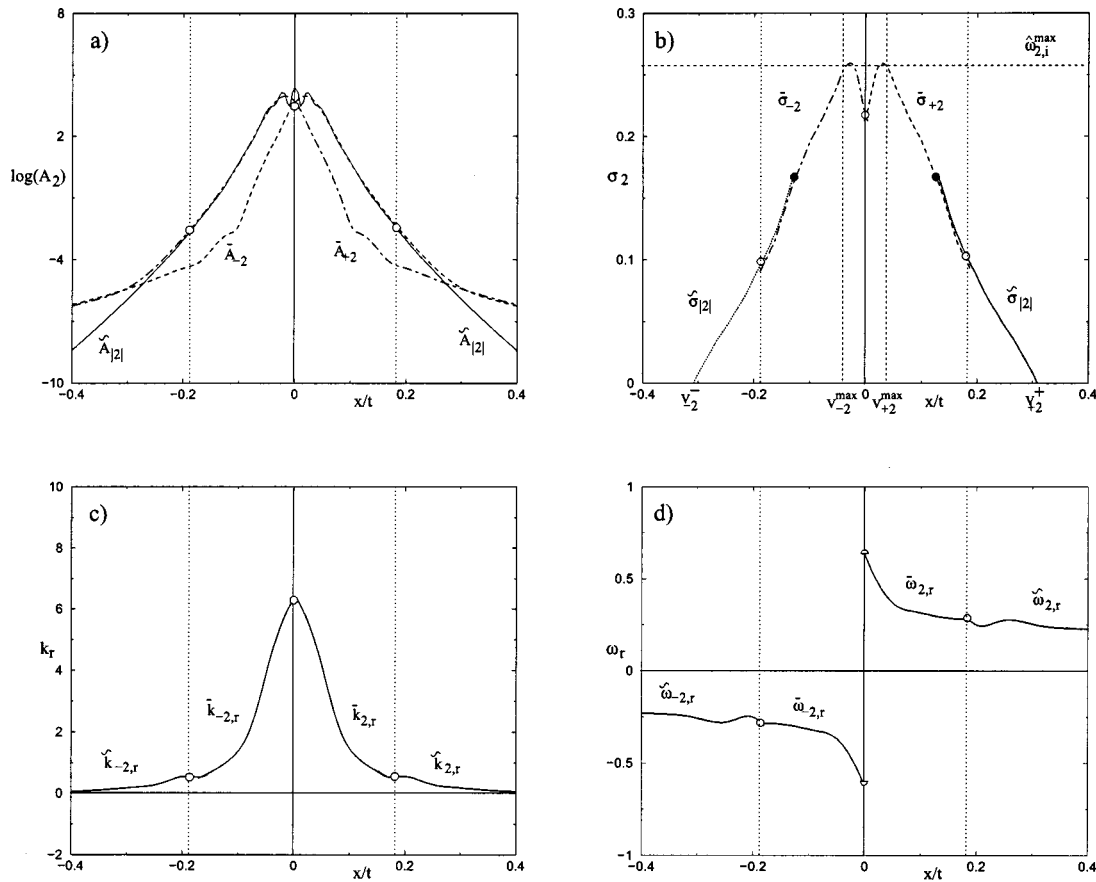 a)
8
2
−4
−10
log(A₂)
Ā₋₂
Ā₊₂
Ã|₂|
Ã|₂|
−0.4 −0.2 0 0.2 0.4
x/t
b)
0.3
0.2
0.1
0
σ₂
ω̂₂,ᵢᵐᵃˣ
σ̄₋₂
σ̄₊₂
σ̃|₂|
σ̃|₂|
−0.4 −0.2 0 0.2 0.4
v₋₂⁻ v₋₂ᵐᵃˣ v₊₂ᵐᵃˣ x/t v₊₂⁺
c)
10
8
6
4
2
0
−2
kᵣ
k̄₋₂,ᵣ
k̄₂,ᵣ
k̃₋₂,ᵣ
k̃₂,ᵣ
−0.4 −0.2 0 0.2 0.4
x/t
d)
1
0.5
0
−0.5
−1
ωᵣ
ω̄₂,ᵣ
ω̃₂,ᵣ
ω̃₋₂,ᵣ
ω̄₋₂,ᵣ
−0.4 −0.2 0 0.2 0.4
x/t